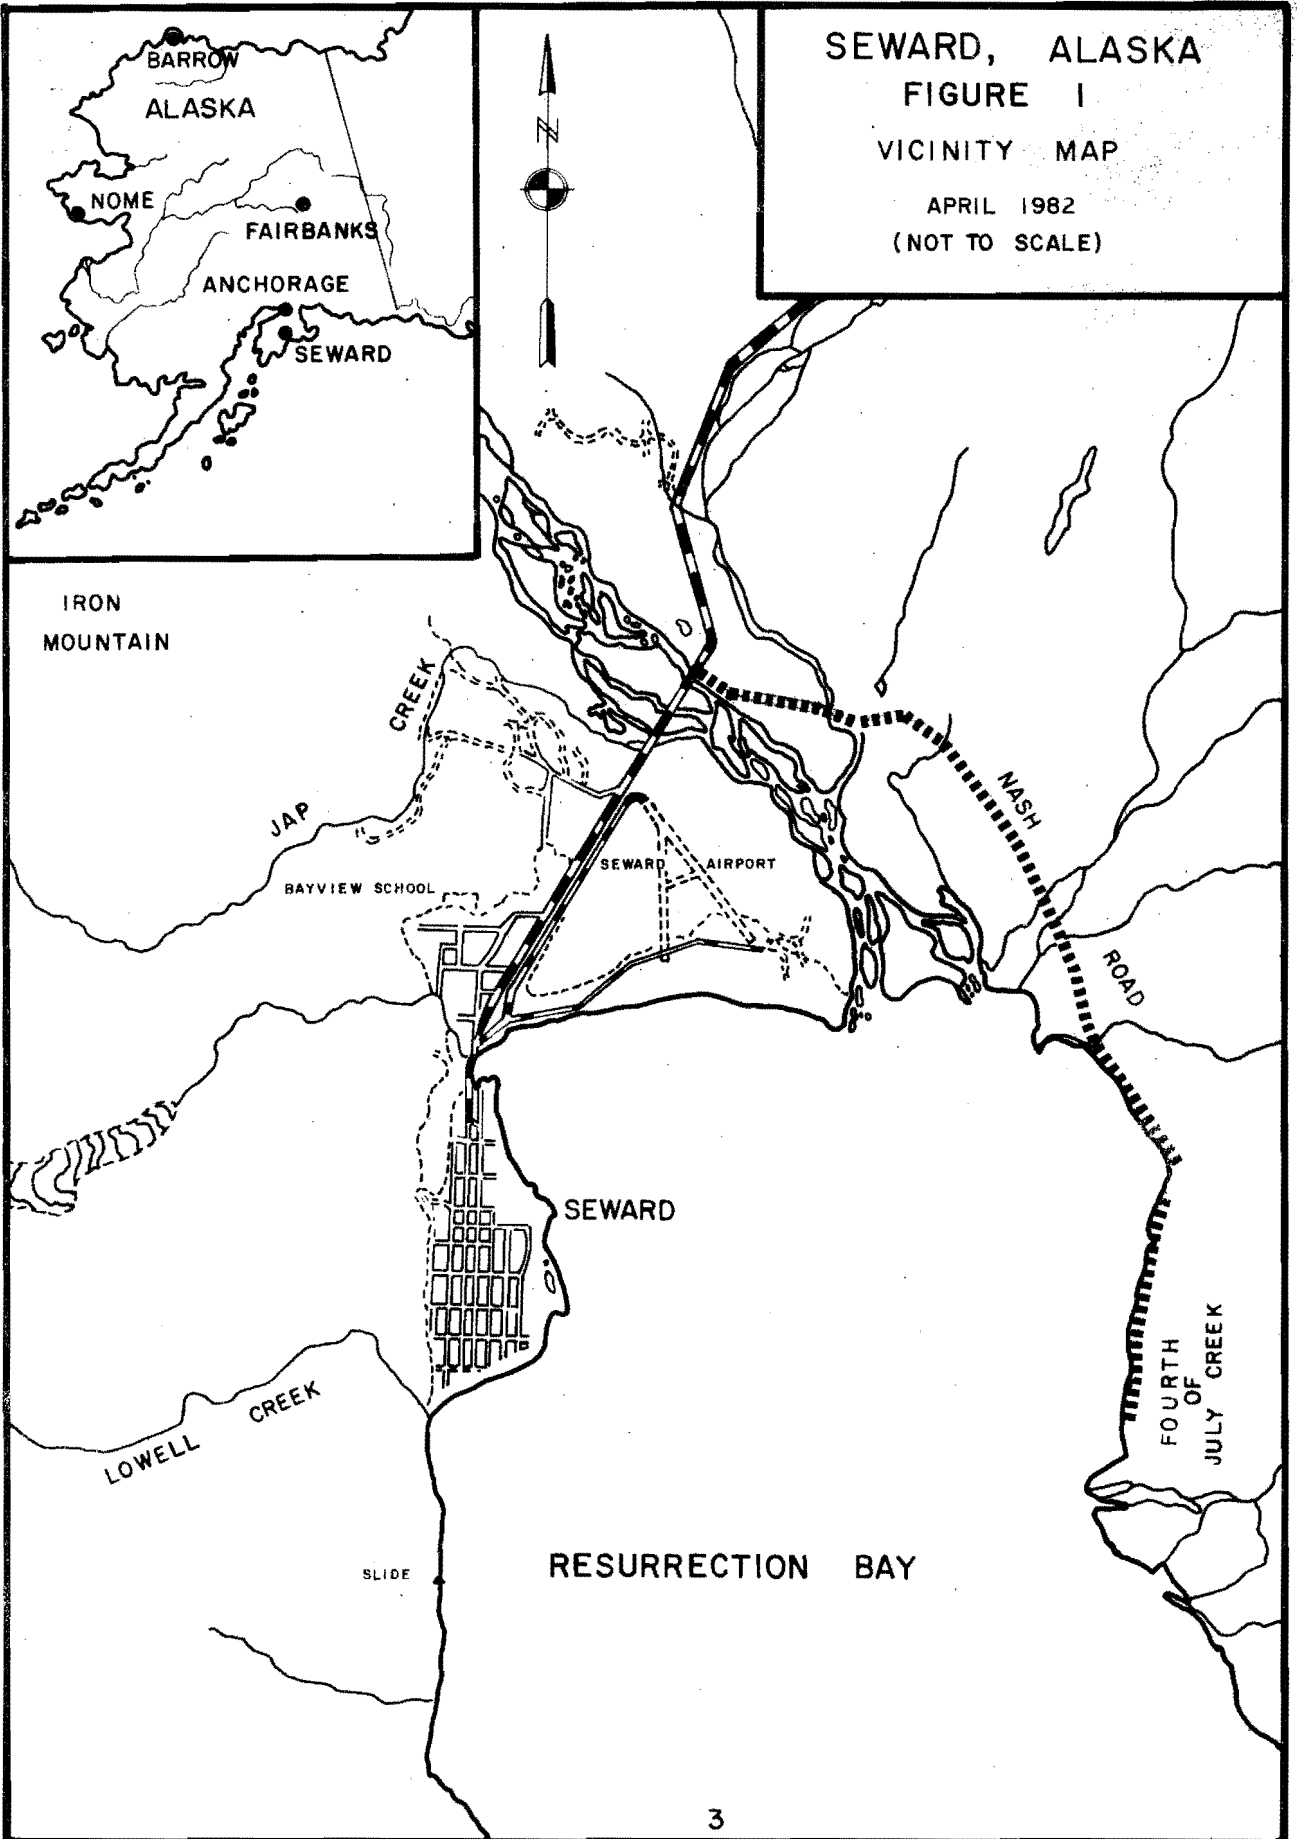 SEWARD, ALASKA
FIGURE 1
VICINITY MAP
APRIL 1982
(NOT TO SCALE)
BARROW
ALASKA
NOME
FAIRBANKS
ANCHORAGE
SEWARD
N
IRON
MOUNTAIN
JAP CREEK
NASH ROAD
SEWARD AIRPORT
BAYVIEW SCHOOL
SEWARD
LOWELL CREEK
FOURTH
OF
JULY CREEK
SLIDE
RESURRECTION BAY
3